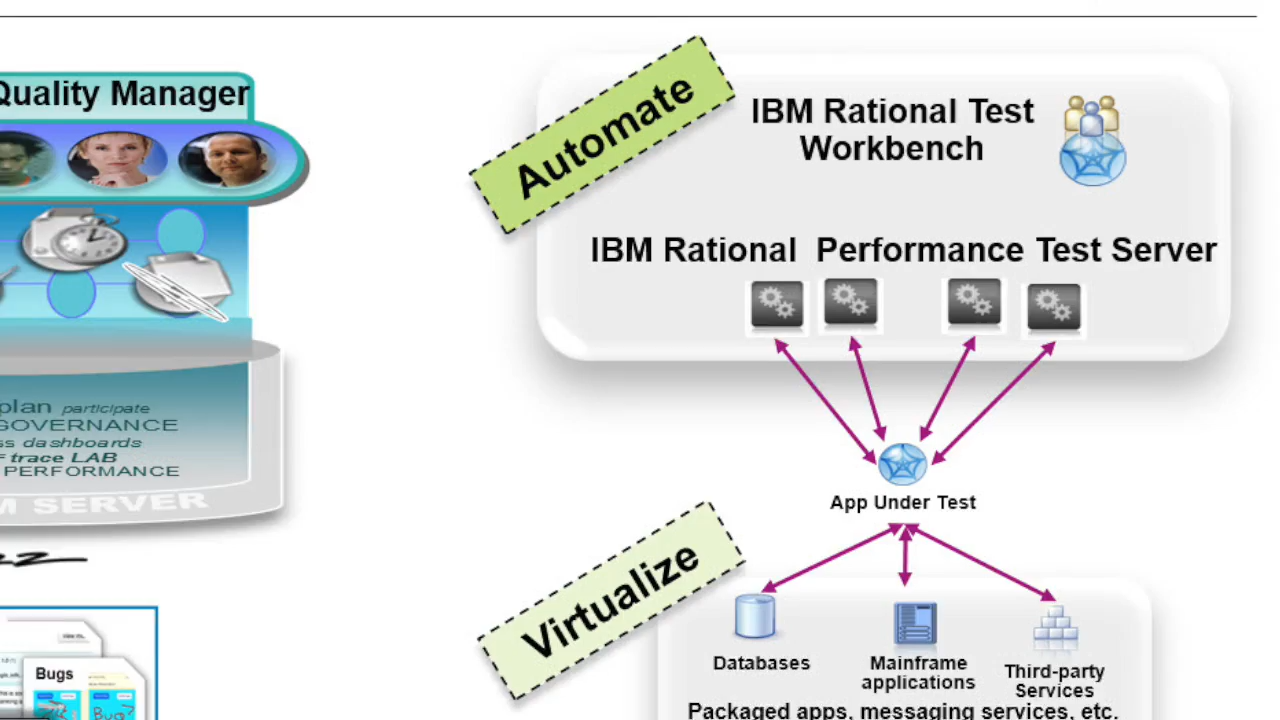 Quality Manager
plan participate
GOVERNANCE
dashboards
trace LAB
PERFORMANCE
SERVER
Bugs
Bug?
Automate
IBM Rational Test
Workbench
IBM Rational Performance Test Server
App Under Test
Virtualize
Databases
Mainframe
applications
Third-party
Services
Packaged apps, messaging services, etc.